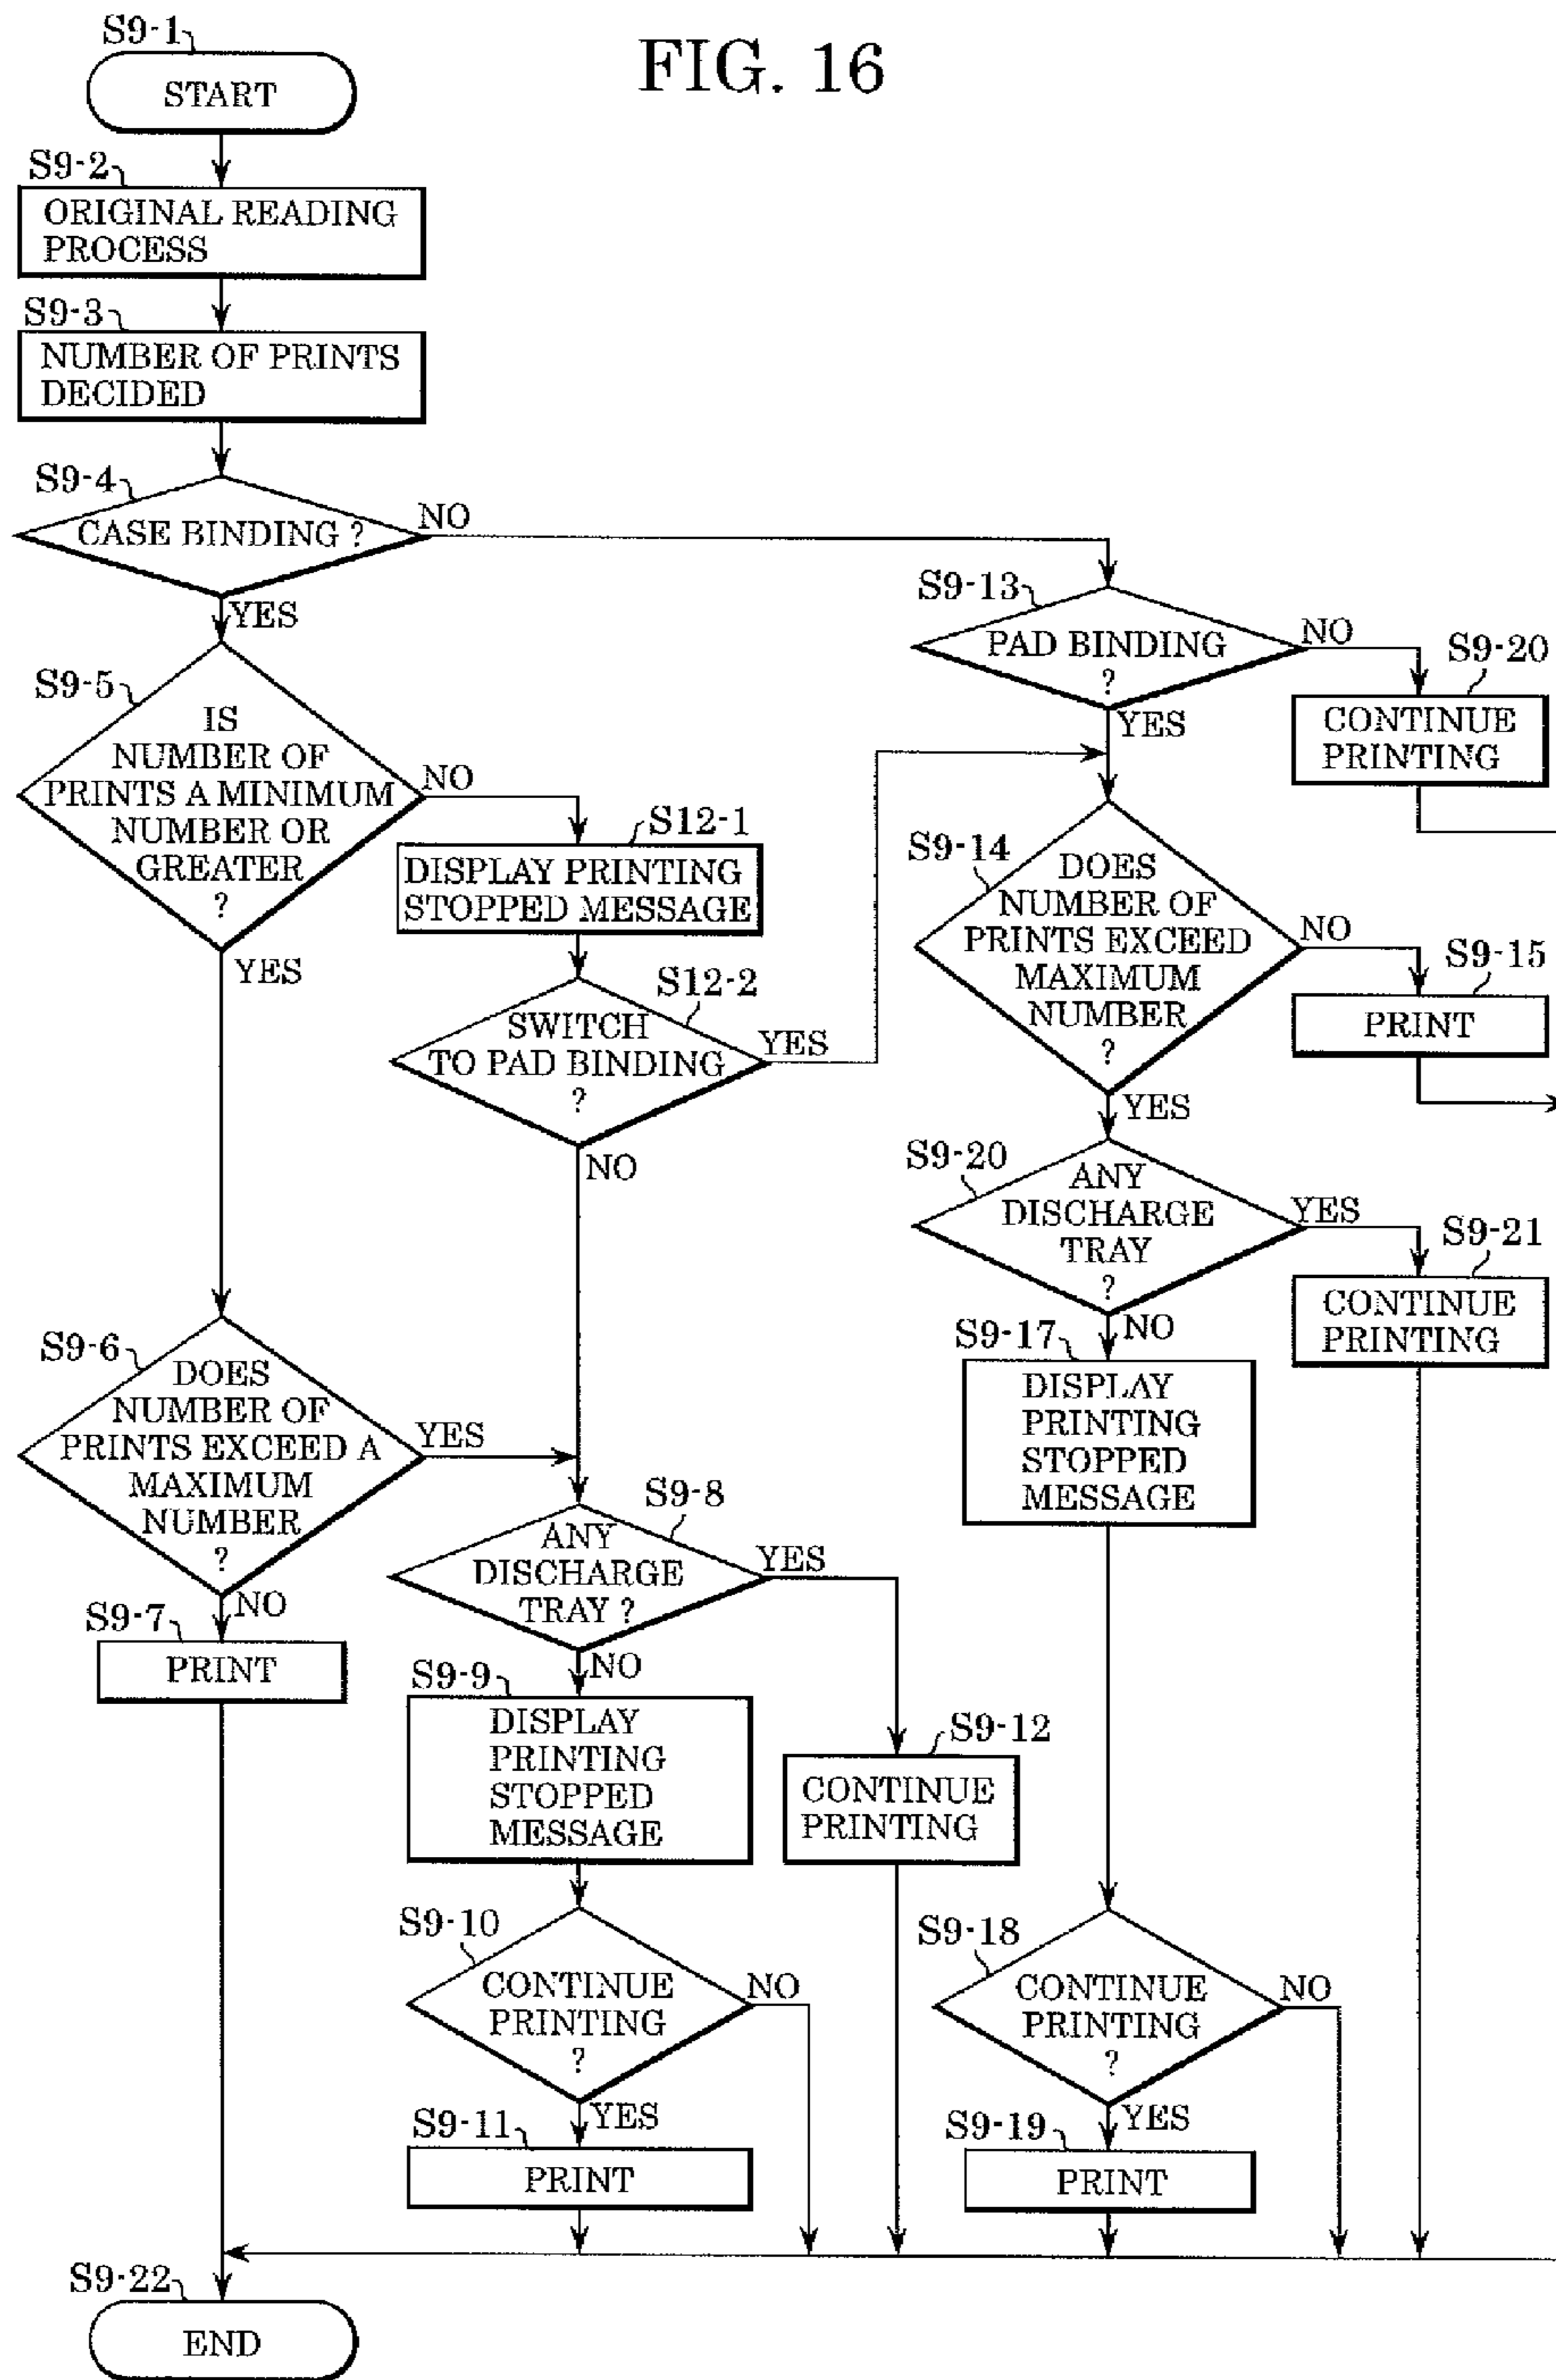 FIG. 16
S9-1
START
S9-2
ORIGINAL READING
PROCESS
S9-3
NUMBER OF PRINTS
DECIDED
S9-4
CASE BINDING ?
NO
YES
S9-5
IS
NUMBER OF
PRINTS A MINIMUM
NUMBER OR
GREATER
?
NO
YES
S12-1
DISPLAY PRINTING
STOPPED MESSAGE
S12-2
SWITCH
TO PAD BINDING
?
YES
NO
S9-6
DOES
NUMBER OF
PRINTS EXCEED A
MAXIMUM
NUMBER
?
YES
NO
S9-7
PRINT
S9-8
ANY
DISCHARGE
TRAY ?
YES
NO
S9-9
DISPLAY
PRINTING
STOPPED
MESSAGE
S9-12
CONTINUE
PRINTING
S9-10
CONTINUE
PRINTING
?
NO
YES
S9-11
PRINT
S9-13
PAD BINDING
?
NO
YES
S9-20
CONTINUE
PRINTING
S9-14
DOES
NUMBER OF
PRINTS EXCEED
MAXIMUM
NUMBER
?
NO
YES
S9-15
PRINT
S9-20
ANY
DISCHARGE
TRAY
?
YES
NO
S9-21
CONTINUE
PRINTING
S9-17
DISPLAY
PRINTING
STOPPED
MESSAGE
S9-18
CONTINUE
PRINTING
?
NO
YES
S9-19
PRINT
S9-22
END